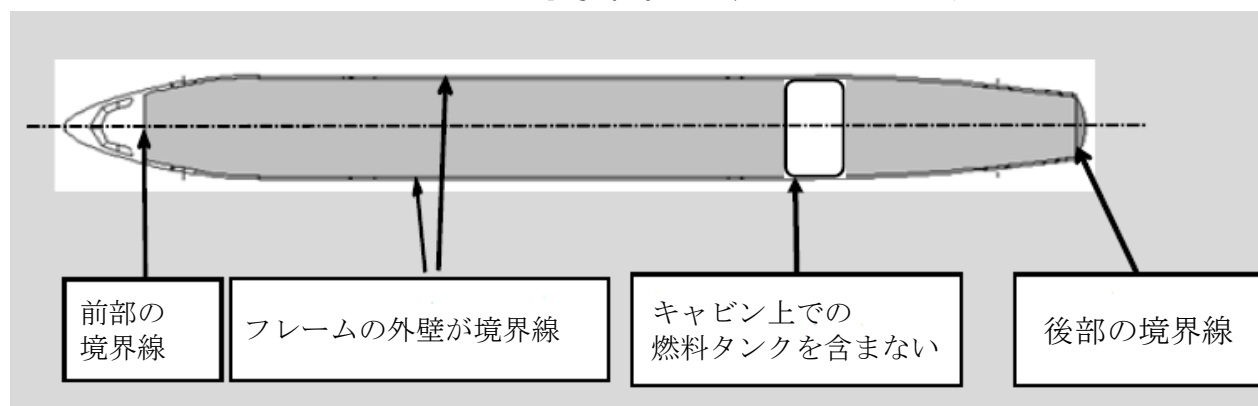 前部の
境界線
フレームの外壁が境界線
キャビン上での
燃料タンクを含まない
後部の境界線